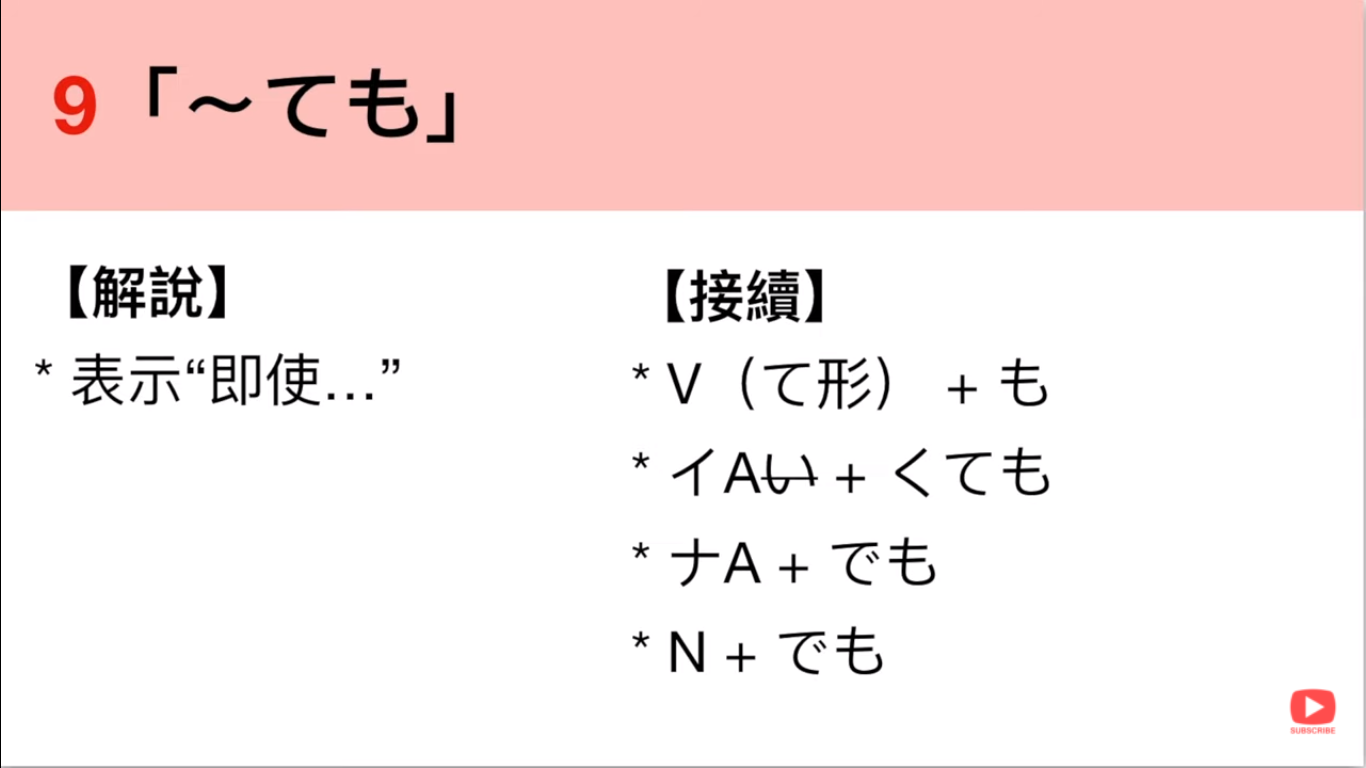 9「～ても」
【解說】
* 表示“即使…”
【接續】
* V（て形） + も
* イAい + くても
* ナA + でも
* N + でも
SUBSCRIBE